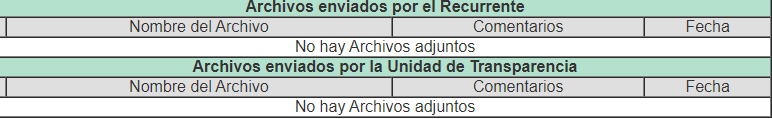 Archivos enviados por el Recurrente
Nombre del Archivo Comentarios Fecha
No hay Archivos adjuntos
Archivos enviados por la Unidad de Transparencia
Nombre del Archivo Comentarios Fecha
No hay Archivos adjuntos